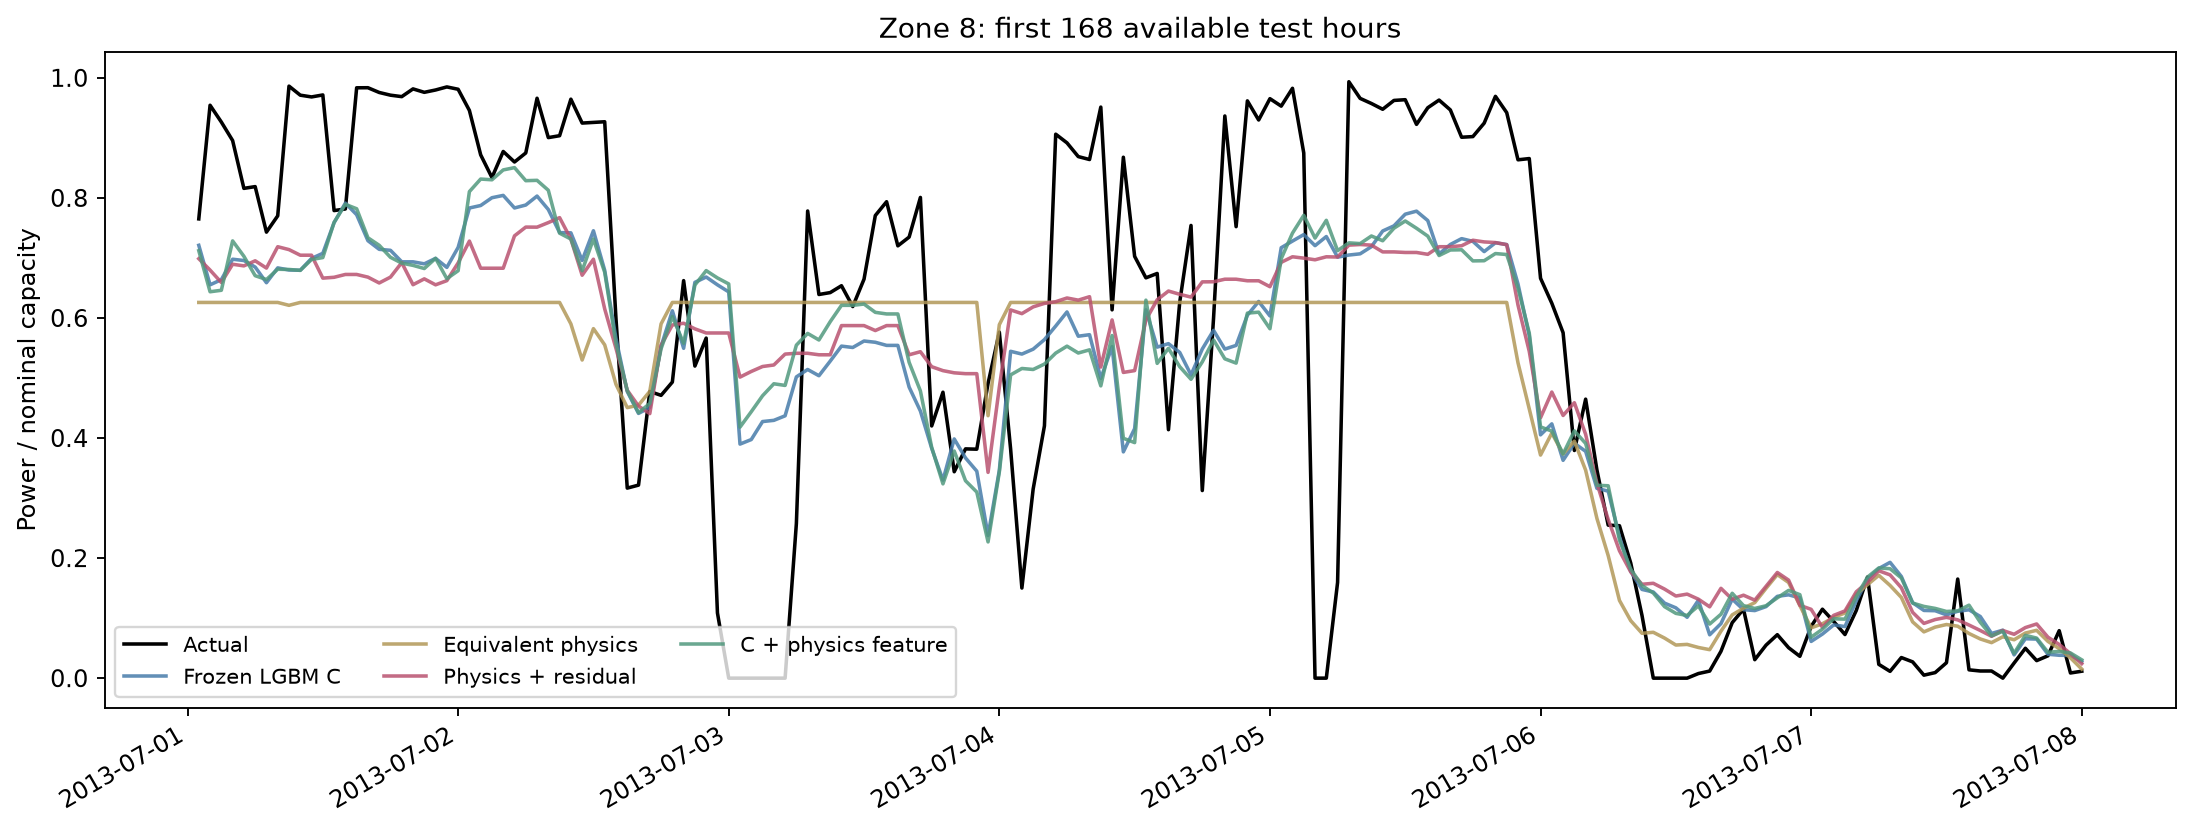 Zone 8: first 168 available test hours
Power / nominal capacity
1.0
0.8
0.6
0.4
0.2
0.0
Actual
Frozen LGBM C
Equivalent physics
Physics + residual
C + physics feature
2013-07-01
2013-07-02
2013-07-03
2013-07-04
2013-07-05
2013-07-06
2013-07-07
2013-07-08